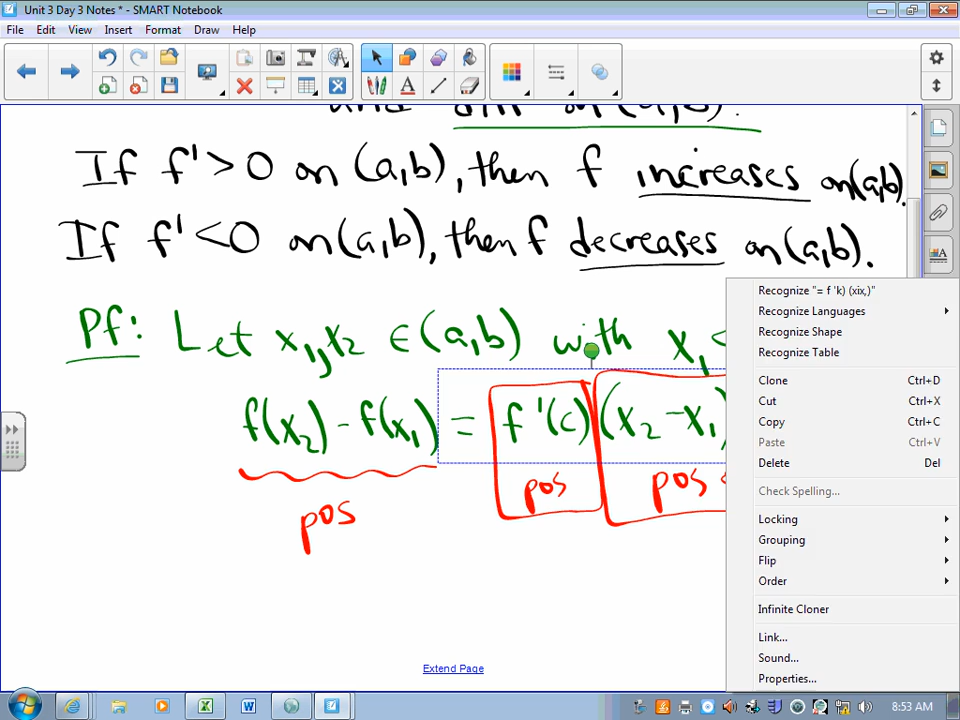 Unit 3 Day 3 Notes * - SMART Notebook
File Edit View Insert Format Draw Help
and diff on (a,b).
If f'>0 on (a,b), then f increases on (a,b).
If f'<0 on (a,b), then f decreases on (a,b).
Pf: Let x₁,x₂ ∈ (a,b) with x₁ <
f(x₂) - f(x₁) = f'(c) (x₂ - x₁)
pos pos pos
Extend Page
Recognize "= f 'k) (xix,)"
Recognize Languages
Recognize Shape
Recognize Table
Clone Ctrl+D
Cut Ctrl+X
Copy Ctrl+C
Paste Ctrl+V
Delete Del
Check Spelling...
Locking
Grouping
Flip
Order
Infinite Cloner
Link...
Sound...
Properties...
8:53 AM